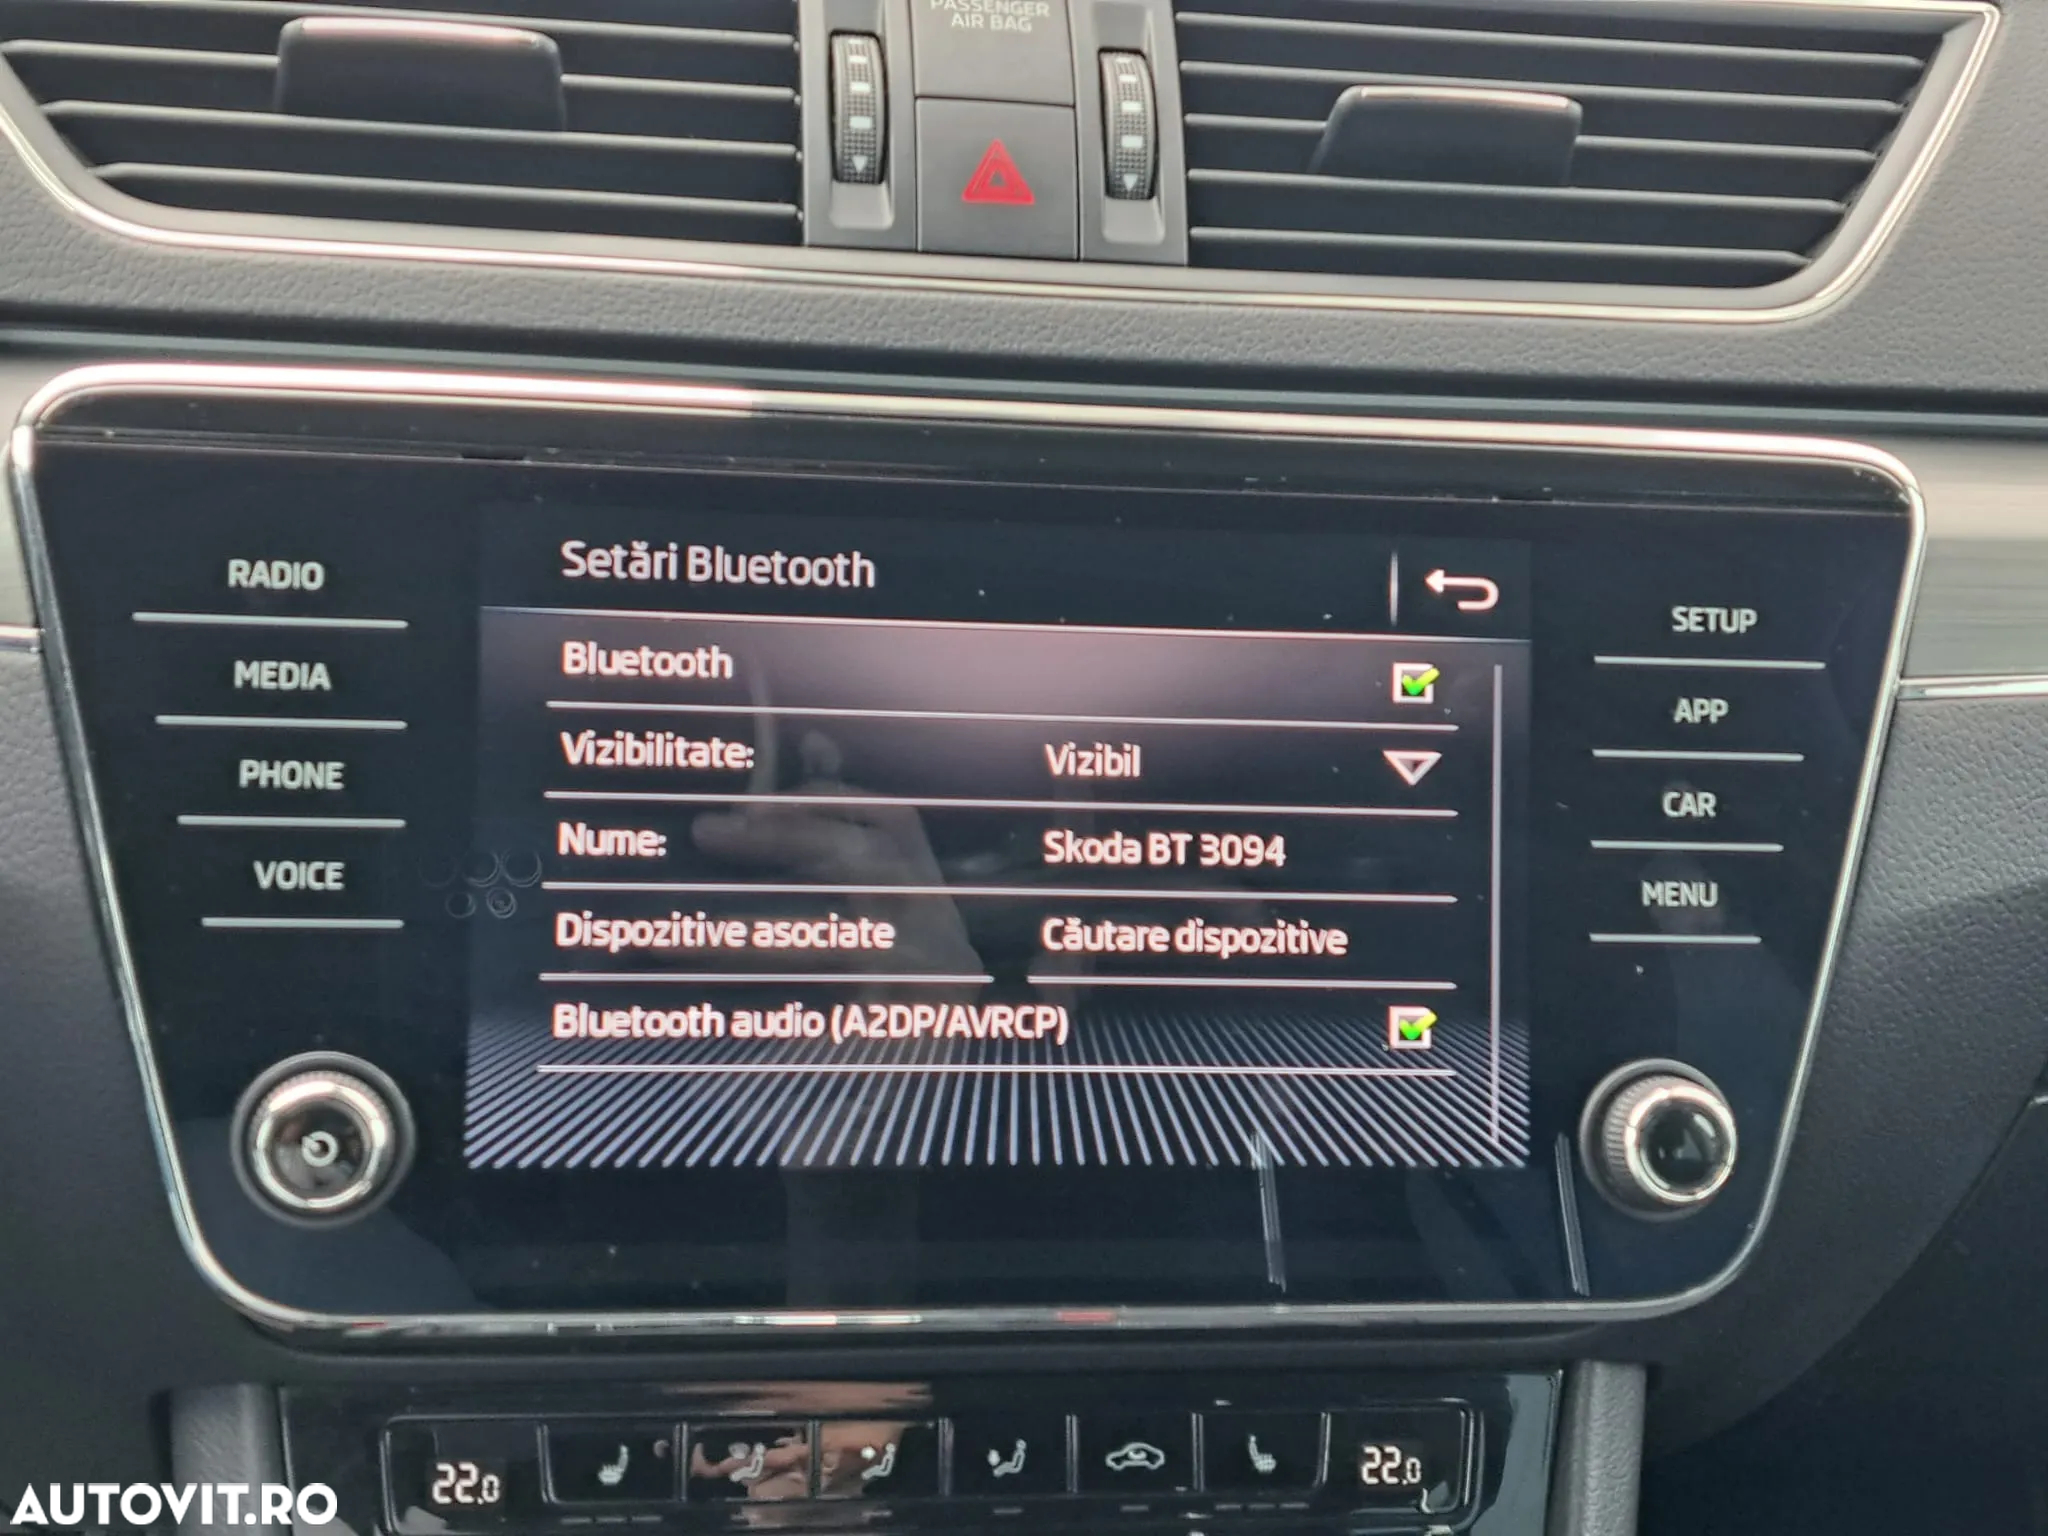 PASSENGER
AIR BAG
Setări Bluetooth
RADIO
MEDIA
PHONE
VOICE
Bluetooth
Vizibilitate: Vizibil
Nume: Skoda BT 3094
Dispozitive asociate Căutare dispozitive
Bluetooth audio (A2DP/AVRCP)
SETUP
APP
CAR
MENU
22.0
22.0
AUTOVIT.RO